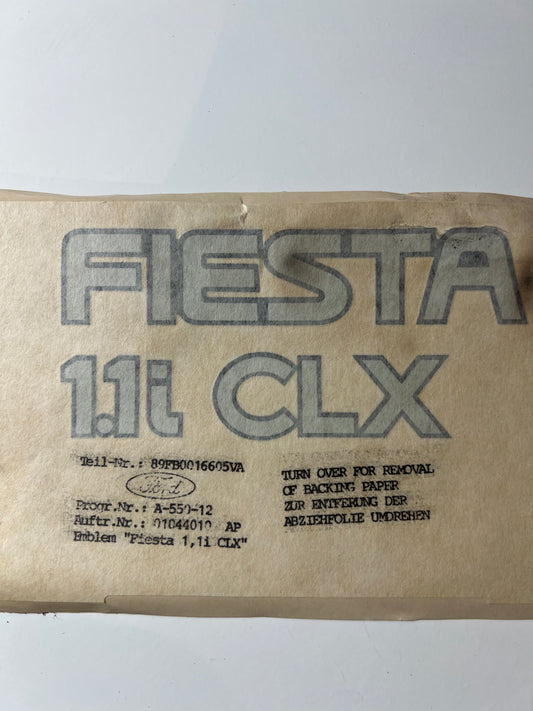 FIESTA
1.1i CLX
Teil-Nr.: 89FB0016605VA
Ford
Progr.Nr.: A-550-12
Auftr.Nr.: 01044010 AP
Emblem "Fiesta 1,1i CLX"
TURN OVER FOR REMOVAL
OF BACKING PAPER
ZUR ENTFERUNG DER
ABZIEHFOLIE UMDREHEN